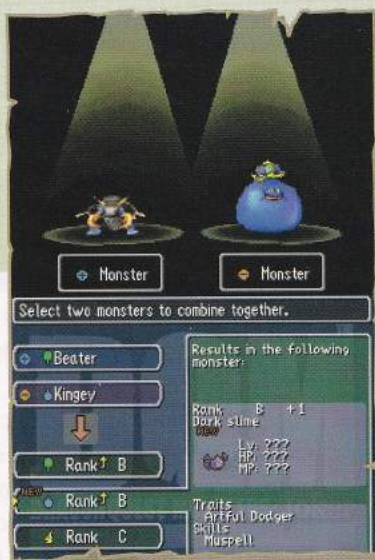 Monster
Monster
Select two monsters to combine together.
Beater
Kingey
Results in the following
monster:
Rank B +1
Dark slime
NEW
Lv: ???
HP: ???
MP: ???
Rank↑ B
NEW
Rank↑ B
Rank C
Traits
Artful Dodger
Skills
Muspell